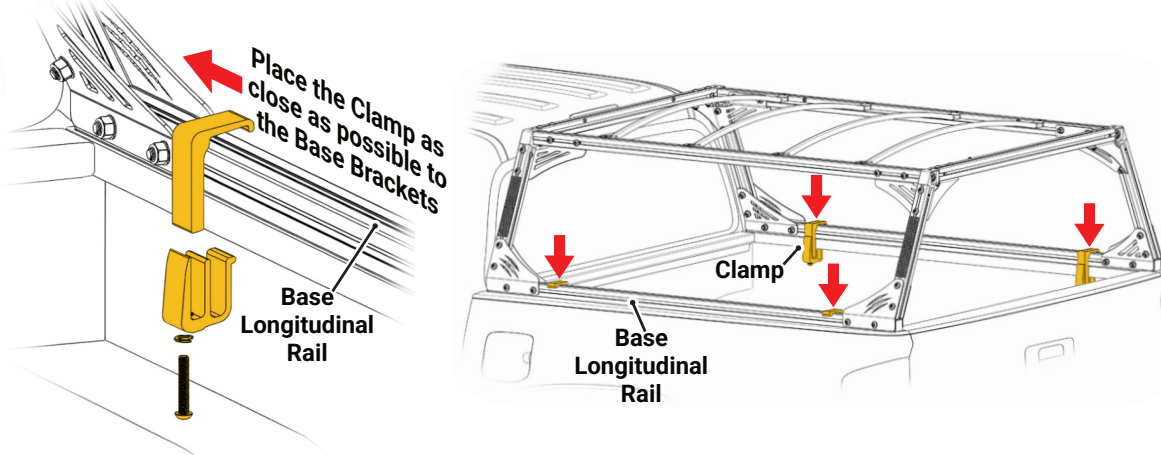 Place the Clamp as
close as possible to
the Base Brackets
Base
Longitudinal
Rail
Clamp
Base
Longitudinal
Rail